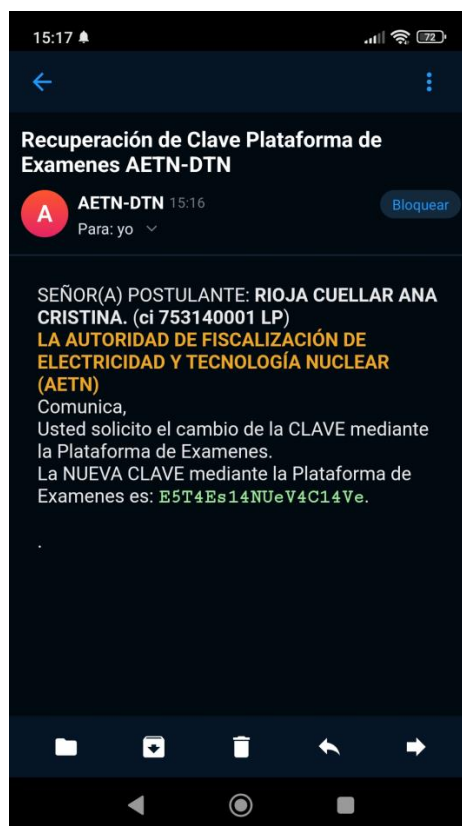 15:17
72
Recuperación de Clave Plataforma de
Examenes AETN-DTN
A
AETN-DTN 15:16
Bloquear
Para: yo
SEÑOR(A) POSTULANTE: RIOJA CUELLAR ANA
CRISTINA. (ci 753140001 LP)
LA AUTORIDAD DE FISCALIZACIÓN DE
ELECTRICIDAD Y TECNOLOGÍA NUCLEAR
(AETN)
Comunica,
Usted solicito el cambio de la CLAVE mediante
la Plataforma de Examenes.
La NUEVA CLAVE mediante la Plataforma de
Examenes es: E5T4Es14NUeV4C14Ve.
.